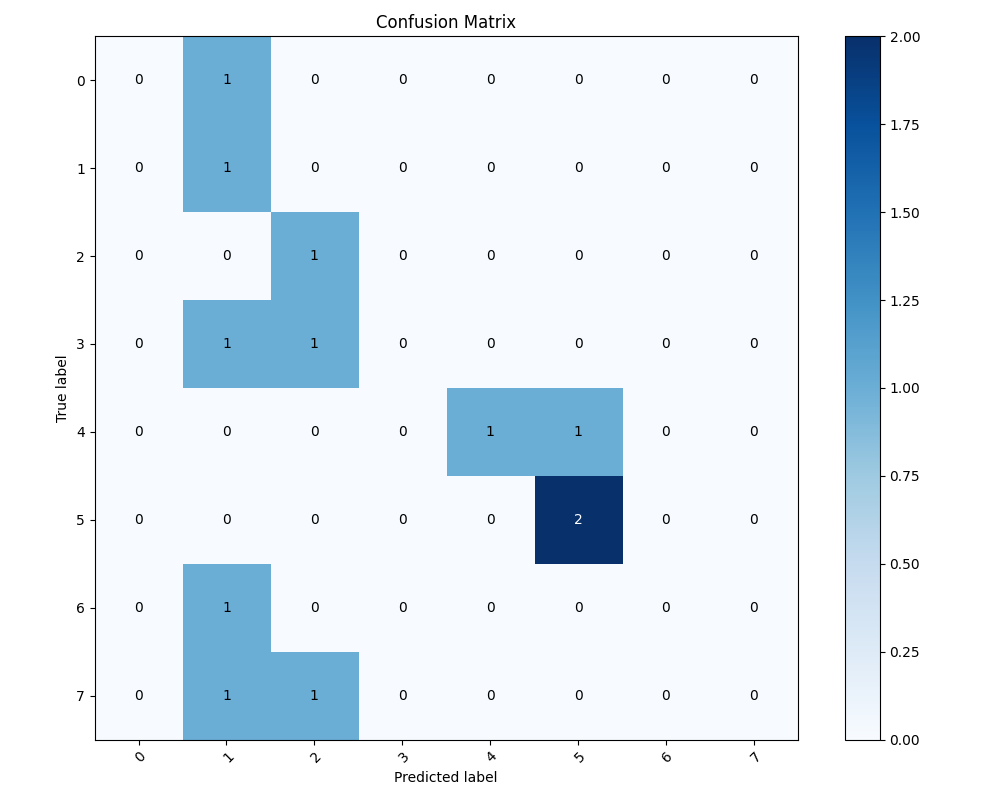 Confusion Matrix
0 0 1 0 0 0 0 0 0
1 0 1 0 0 0 0 0 0
2 0 0 1 0 0 0 0 0
3 0 1 1 0 0 0 0 0
4 0 0 0 0 1 1 0 0
5 0 0 0 0 0 2 0 0
6 0 1 0 0 0 0 0 0
7 0 1 1 0 0 0 0 0
0 1 2 3 4 5 6 7
True label
Predicted label
2.00
1.75
1.50
1.25
1.00
0.75
0.50
0.25
0.00